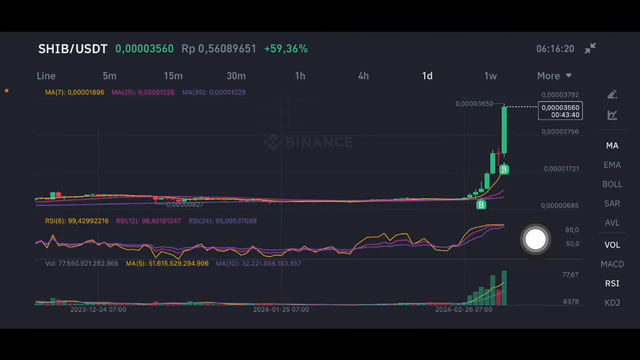 SHIB/USDT 0,00003560 Rp 0,56089651 +59,36% 06:16:20
Line 5m 15m 30m 1h 4h 1d 1w More
MA(7): 0,00001896 MA(25): 0,00001226 MA(99): 0,00001029
0,00003792
0,00003650
0,00003560
00:43:40
MA
0,00002756
BINANCE
EMA
0,00001721
B
BOLL
B
0,00000685
SAR
0,00000827
RSI(6): 99,42992216 RSI(12): 98,40191247 RSI(24): 95,09537088
AVL
80,0
50,0
VOL
Vol: 77.550.921.282.965 MA(5): 51.615.529.294.906 MA(10): 32.221.858.153.357
MACD
77,6T
RSI
837B
KDJ
2023-12-24 07:00 2024-01-25 07:00 2024-02-26 07:00